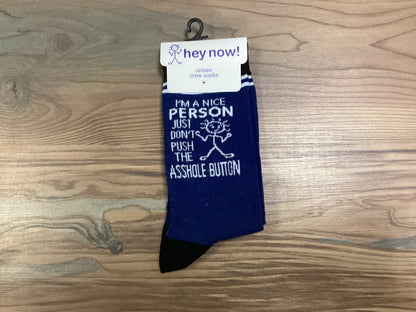 hey now!
unisex
crew socks
I'M A NICE
PERSON
JUST
DON'T
PUSH
THE
ASSHOLE BUTTON